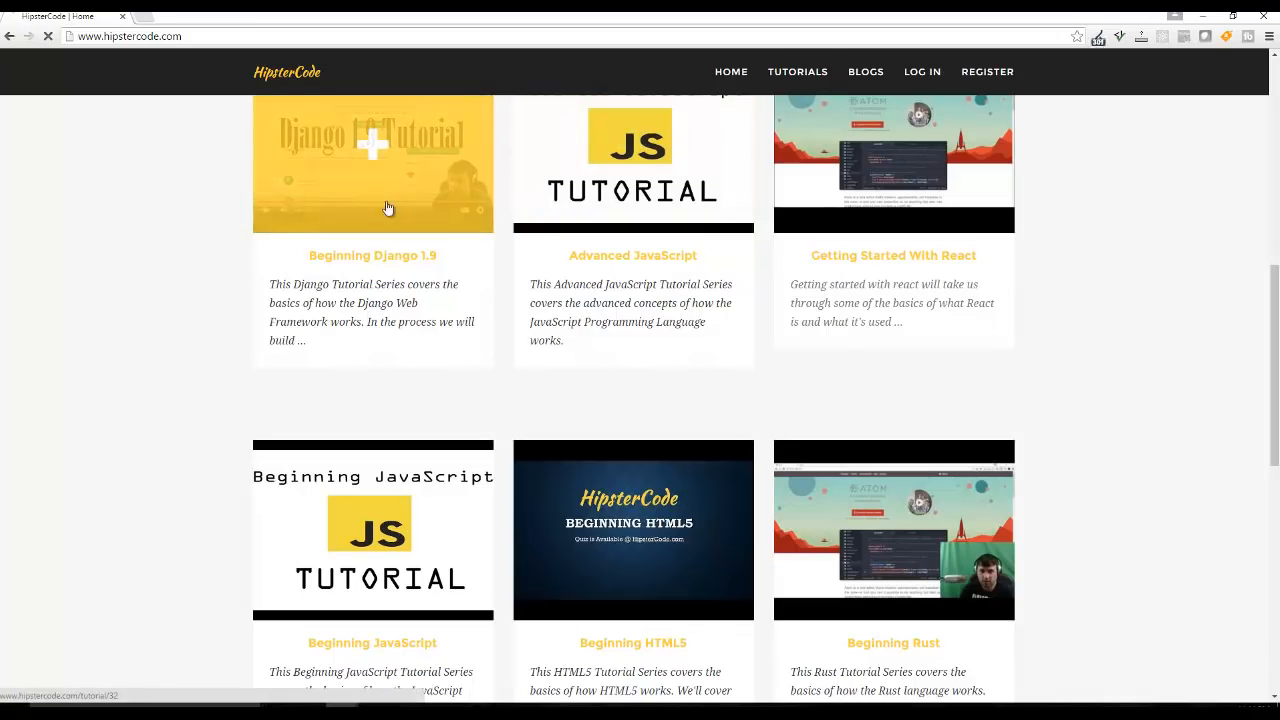 HipsterCode | Home
www.hipstercode.com
HipsterCode
HOME
TUTORIALS
BLOGS
LOG IN
REGISTER
Django 1.9 Tutorial
JS
TUTORIAL
ATOM
Beginning Django 1.9
Advanced JavaScript
Getting Started With React
This Django Tutorial Series covers the
basics of how the Django Web
Framework works. In the process we will
build ...
This Advanced JavaScript Tutorial Series
covers the advanced concepts of how the
JavaScript Programming Language
works.
Getting started with react will take us
through some of the basics of what React
is and what it's used ...
Beginning JavaScript
JS
TUTORIAL
HipsterCode
BEGINNING HTML5
Quiz is Available @ HipsterCode.com
ATOM
Beginning JavaScript
Beginning HTML5
Beginning Rust
This Beginning JavaScript Tutorial Series
This HTML5 Tutorial Series covers the
basics of how HTML5 works. We'll cover
This Rust Tutorial Series covers the
basics of how the Rust language works.
www.hipstercode.com/tutorial/32